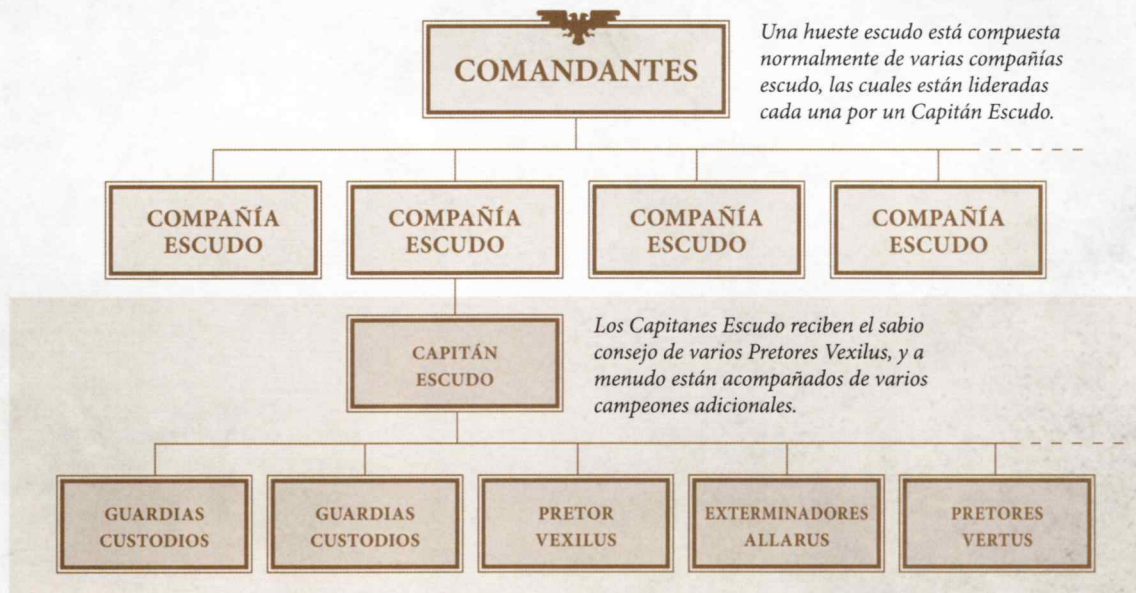 COMANDANTES
Una hueste escudo está compuesta
normalmente de varias compañías
escudo, las cuales están lideradas
cada una por un Capitán Escudo.
COMPAÑÍA
ESCUDO
COMPAÑÍA
ESCUDO
COMPAÑÍA
ESCUDO
COMPAÑÍA
ESCUDO
CAPITÁN
ESCUDO
Los Capitanes Escudo reciben el sabio
consejo de varios Pretores Vexilus, y a
menudo están acompañados de varios
campeones adicionales.
GUARDIAS
CUSTODIOS
GUARDIAS
CUSTODIOS
PRETOR
VEXILUS
EXTERMINADORES
ALLARUS
PRETORES
VERTUS